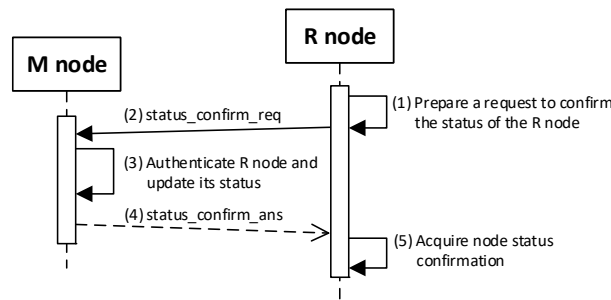 R node
M node
(1) Prepare a request to confirm
the status of the R node
(2) status_confirm_req
(3) Authenticate R node and
update its status
(4) status_confirm_ans
(5) Acquire node status
confirmation